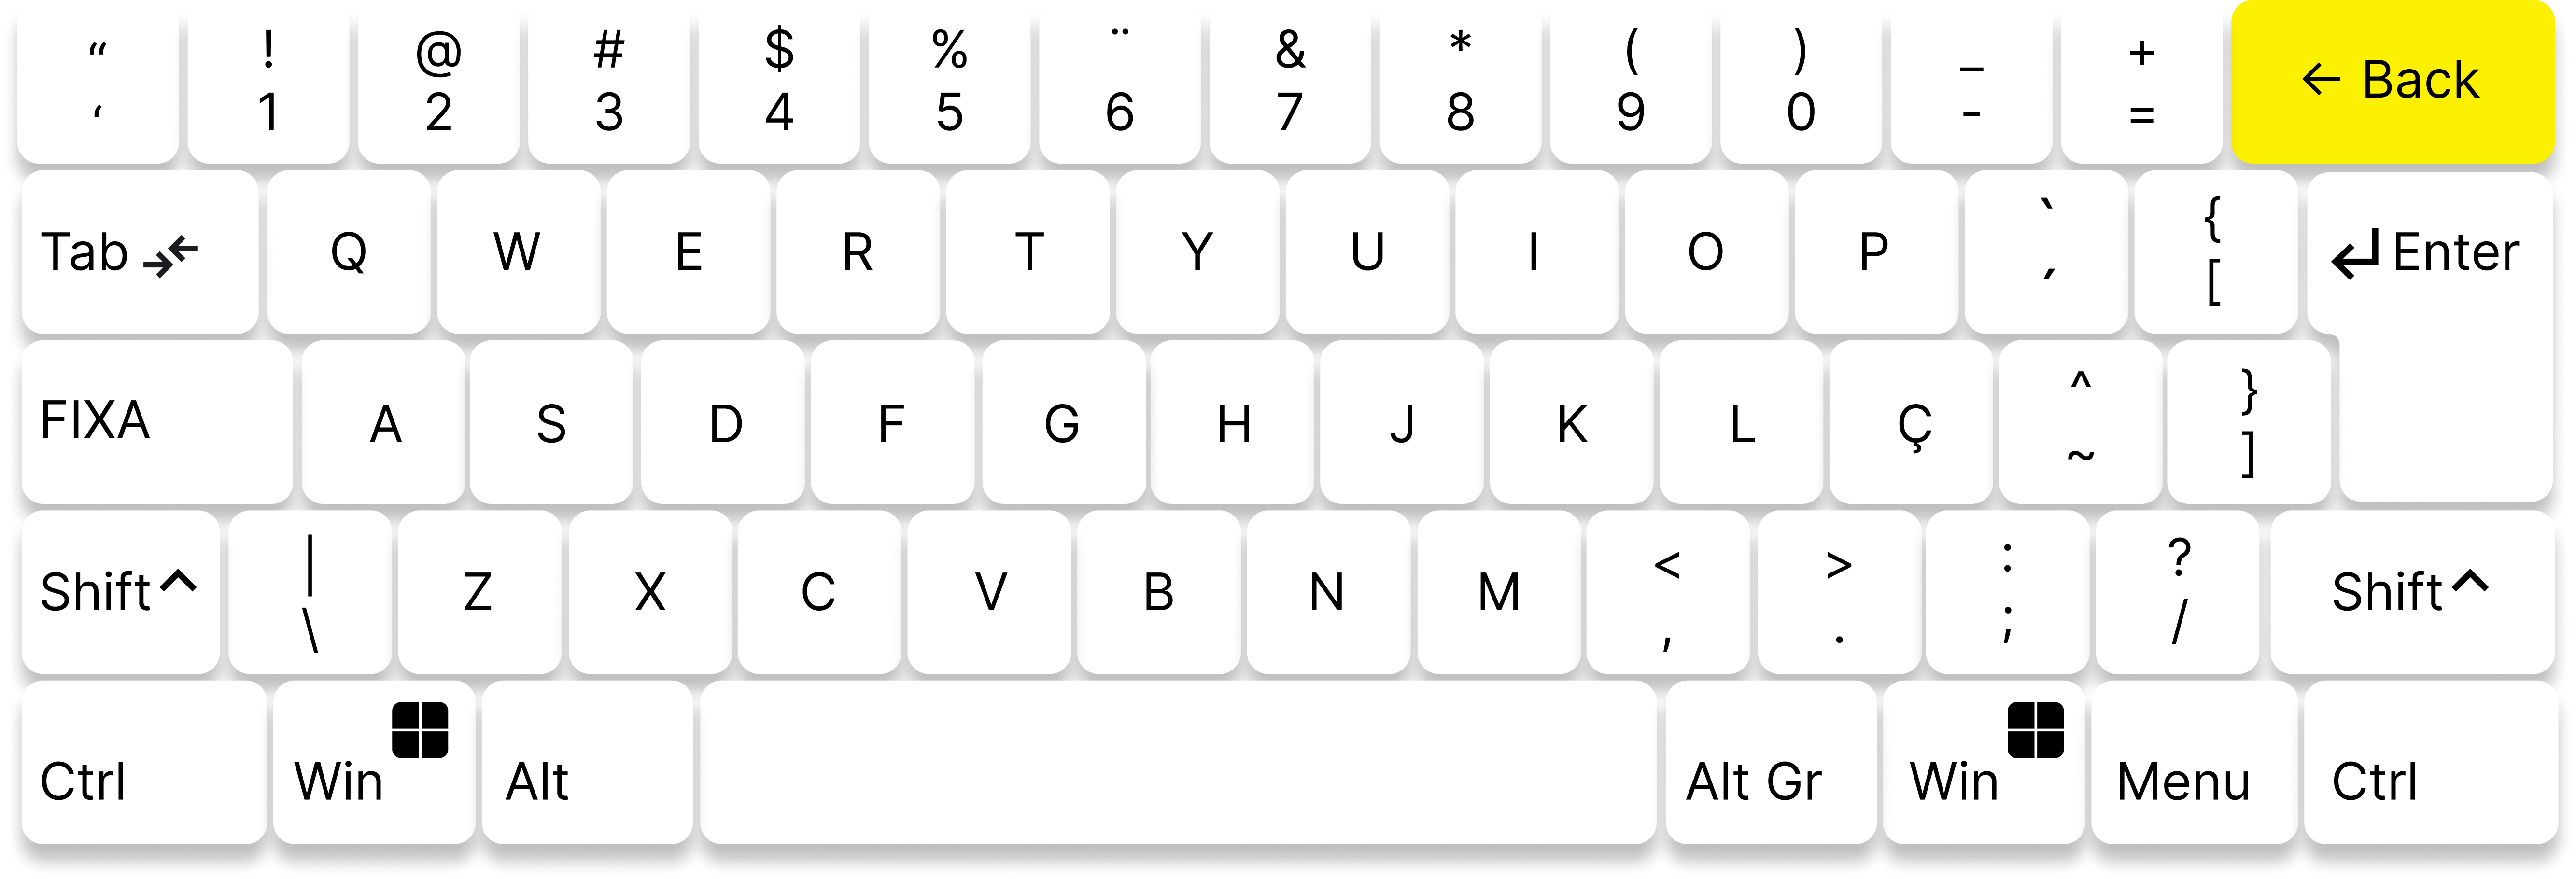 “ ! @ # $ % ¨ & * ( ) _ +
‘ 1 2 3 4 5 6 7 8 9 0 - = ← Back
Tab Q W E R T Y U I O P ` ´ { [ ↵ Enter
FIXA A S D F G H J K L Ç ^ ~ } ]
Shift ^ | \ Z X C V B N M < , > . : ; ? / Shift ^
Ctrl Win Alt Alt Gr Win Menu Ctrl